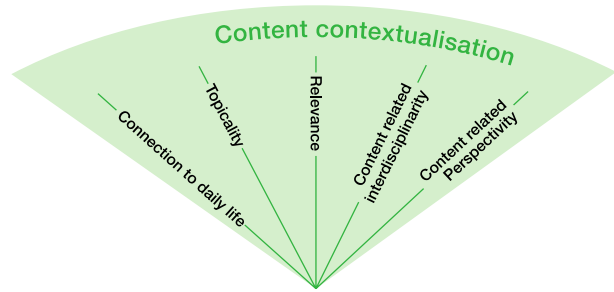 Content contextualisation
Connection to daily life
Topicality
Relevance
Content related
interdisciplinarity
Content related
Perspectivity